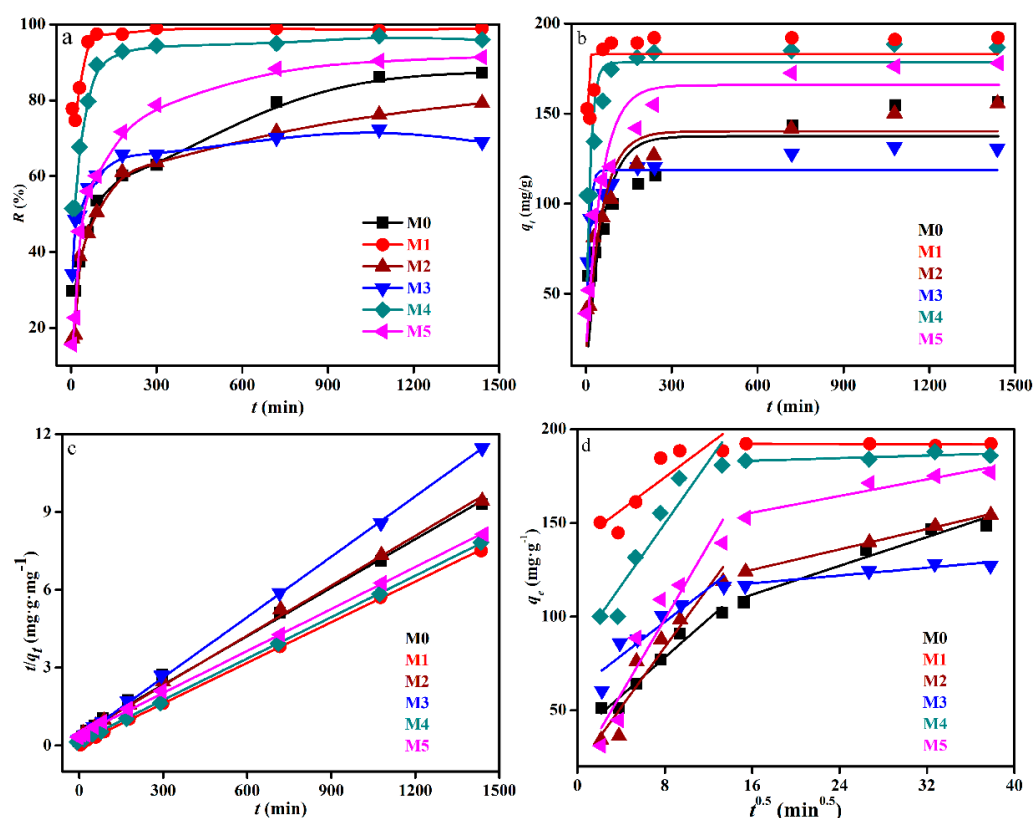 a
R (%)
100
80
60
40
20
0 300 600 900 1200 1500
t (min)
M0
M1
M2
M3
M4
M5
b
q_t (mg/g)
200
150
100
50
0 300 600 900 1200 1500
t (min)
M0
M1
M2
M3
M4
M5
c
t/q_t (mg·g·mg⁻¹)
12
9
6
3
0
0 300 600 900 1200 1500
t (min)
M0
M1
M2
M3
M4
M5
d
q_e (mg·g⁻¹)
200
150
100
50
0 8 16 24 32 40
t^0.5 (min^0.5)
M0
M1
M2
M3
M4
M5